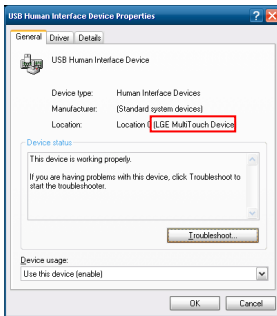 USB Human Interface Device Properties
General Driver Details
USB Human Interface Device
Device type: Human Interface Devices
Manufacturer: (Standard system devices)
Location: Location 0 (LGE MultiTouch Device
Device status
This device is working properly.
If you are having problems with this device, click Troubleshoot to
start the troubleshooter.
Troubleshoot...
Device usage:
Use this device (enable)
OK Cancel